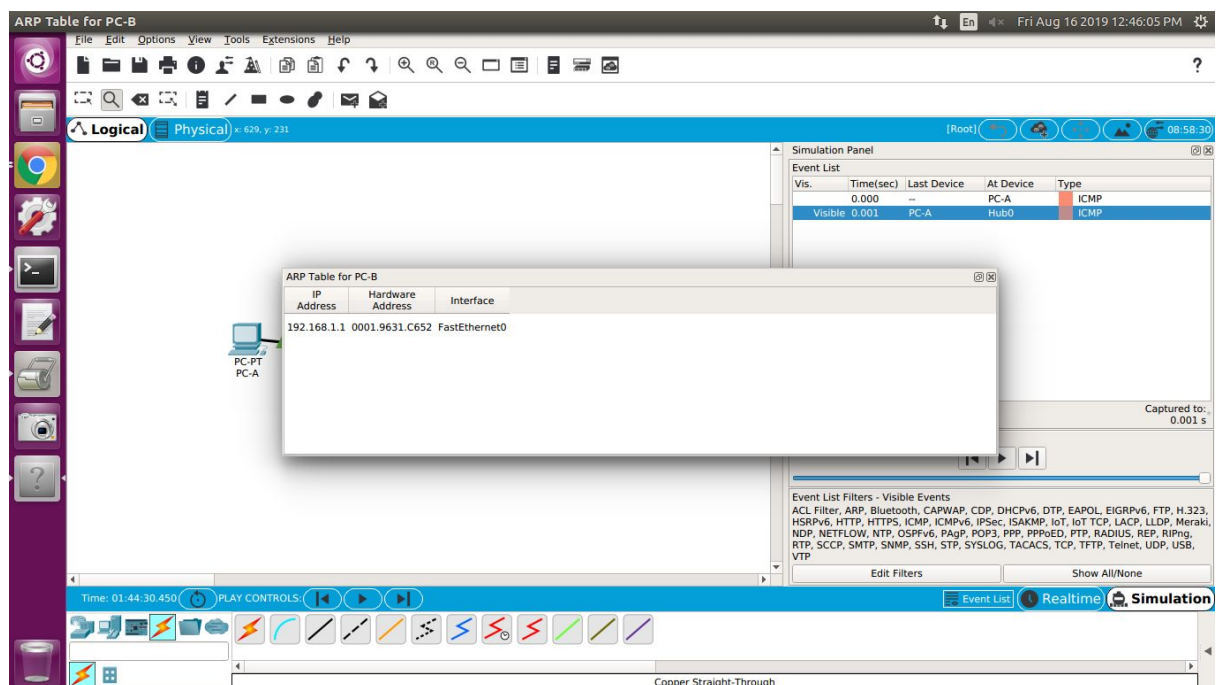 ARP Table for PC-B
En
Fri Aug 16 2019 12:46:05 PM
File Edit Options View Tools Extensions Help
?
Logical
Physical
x: 629, y: 231
[Root]
08:58:30
Simulation Panel
Event List
Vis. Time(sec) Last Device At Device Type
0.000 -- PC-A ICMP
Visible 0.001 PC-A Hub0 ICMP
ARP Table for PC-B
IP Address Hardware Address Interface
192.168.1.1 0001.9631.C652 FastEthernet0
PC-PT
PC-A
Captured to:
0.001 s
Event List Filters - Visible Events
ACL Filter, ARP, Bluetooth, CAPWAP, CDP, DHCPv6, DTP, EAPOL, EIGRPv6, FTP, H.323,
HSRPv6, HTTP, HTTPS, ICMP, ICMPv6, IPSec, ISAKMP, IoT, IoT TCP, LACP, LLDP, Meraki,
NDP, NETFLOW, NTP, OSPFv6, PAgP, POP3, PPP, PPPoED, PTP, RADIUS, REP, RIPng,
RTP, SCCP, SMTP, SNMP, SSH, STP, SYSLOG, TACACS, TCP, TFTP, Telnet, UDP, USB,
VTP
Edit Filters
Show All/None
Time: 01:44:30.450
PLAY CONTROLS:
Event List
Realtime
Simulation
Copper Straight-Through